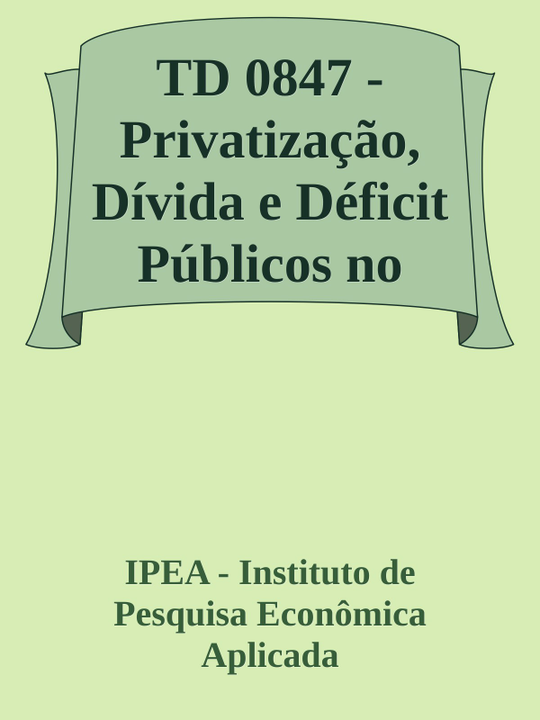 TD 0847 -
Privatização,
Dívida e Déficit
Públicos no
IPEA - Instituto de
Pesquisa Econômica
Aplicada